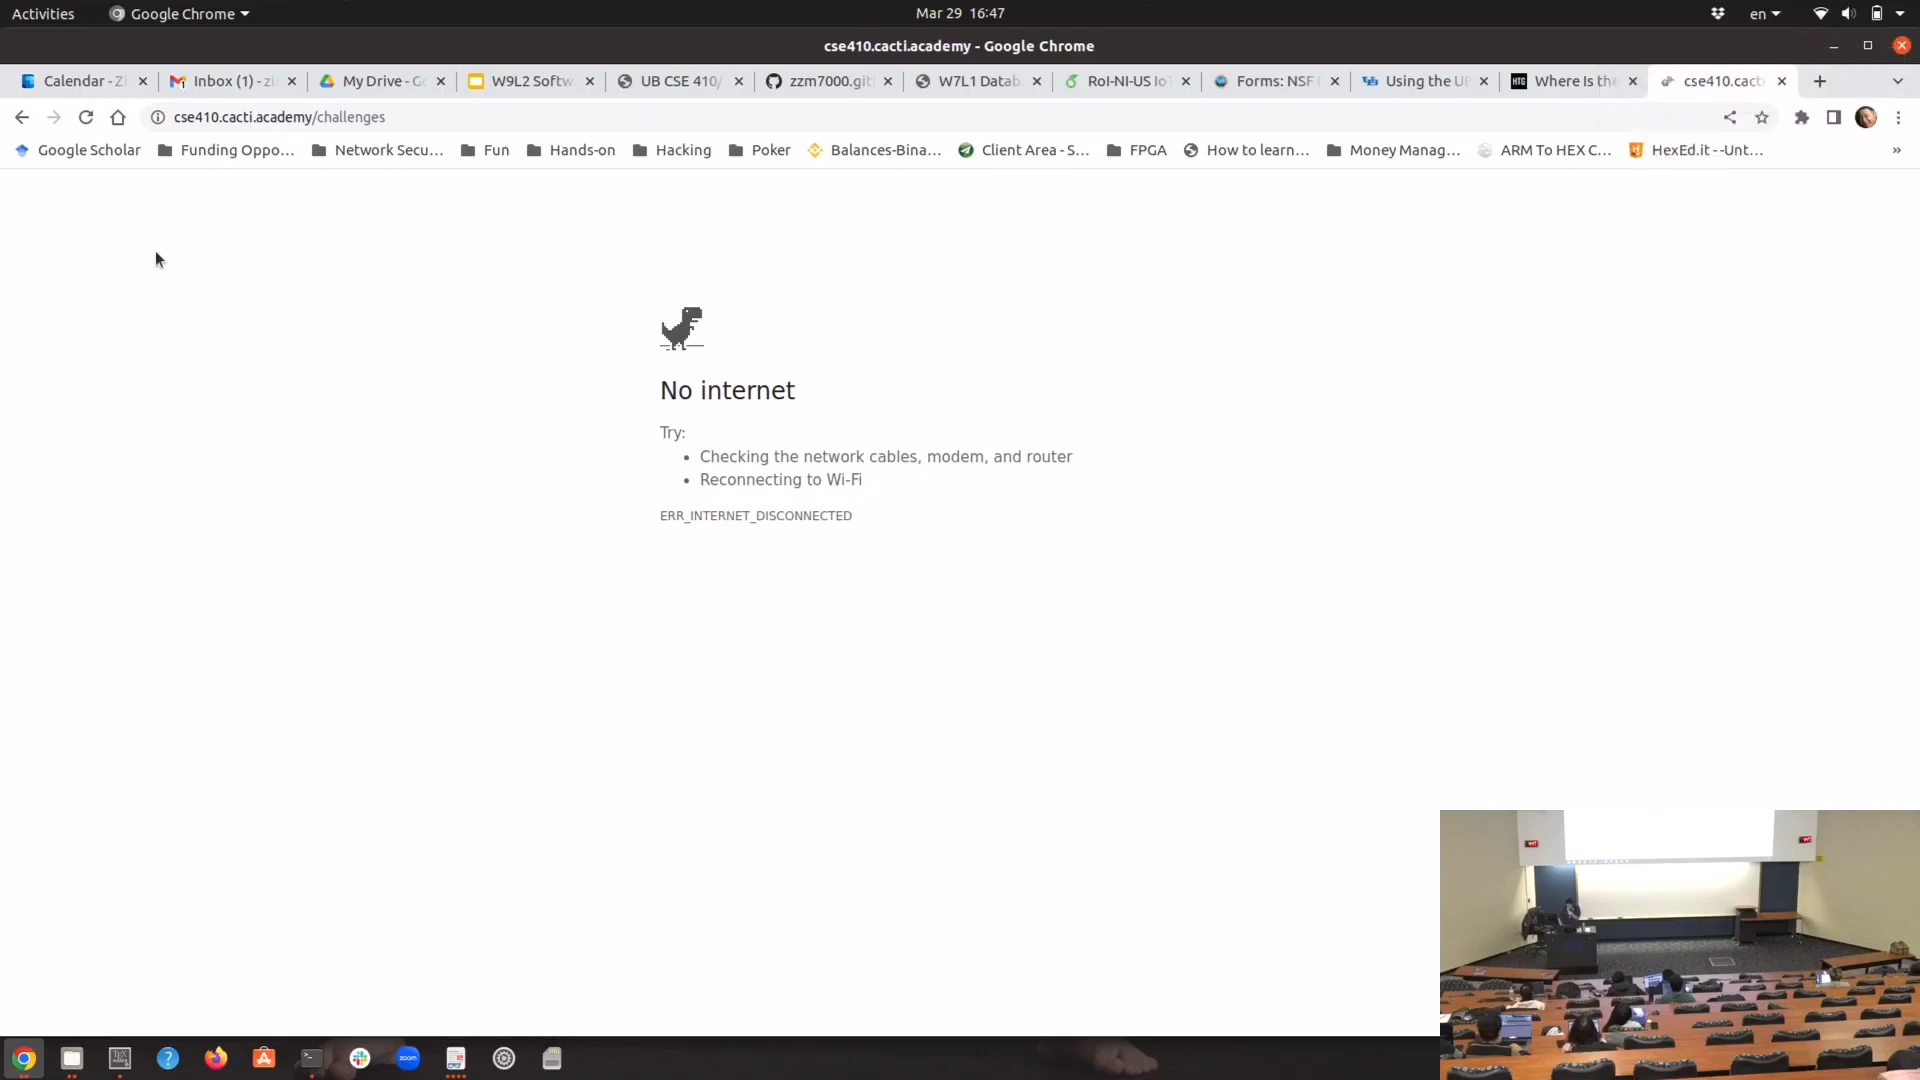 Activities
Google Chrome
Mar 29 16:47
en
cse410.cacti.academy - Google Chrome
Calendar - Z
Inbox (1) - zi
My Drive - G
W9L2 Softw
UB CSE 410/
zzm7000.git
W7L1 Datab
RoI-NI-US Io
Forms: NSF
Using the U
HTG
Where Is the
cse410.cacti
cse410.cacti.academy/challenges
Google Scholar
Funding Oppo...
Network Secu...
Fun
Hands-on
Hacking
Poker
Balances-Bina...
Client Area - S...
FPGA
How to learn...
Money Manag...
ARM To HEX C...
HexEd.it --Unt...
»
No internet
Try:
• Checking the network cables, modem, and router
• Reconnecting to Wi-Fi
ERR_INTERNET_DISCONNECTED
zoom